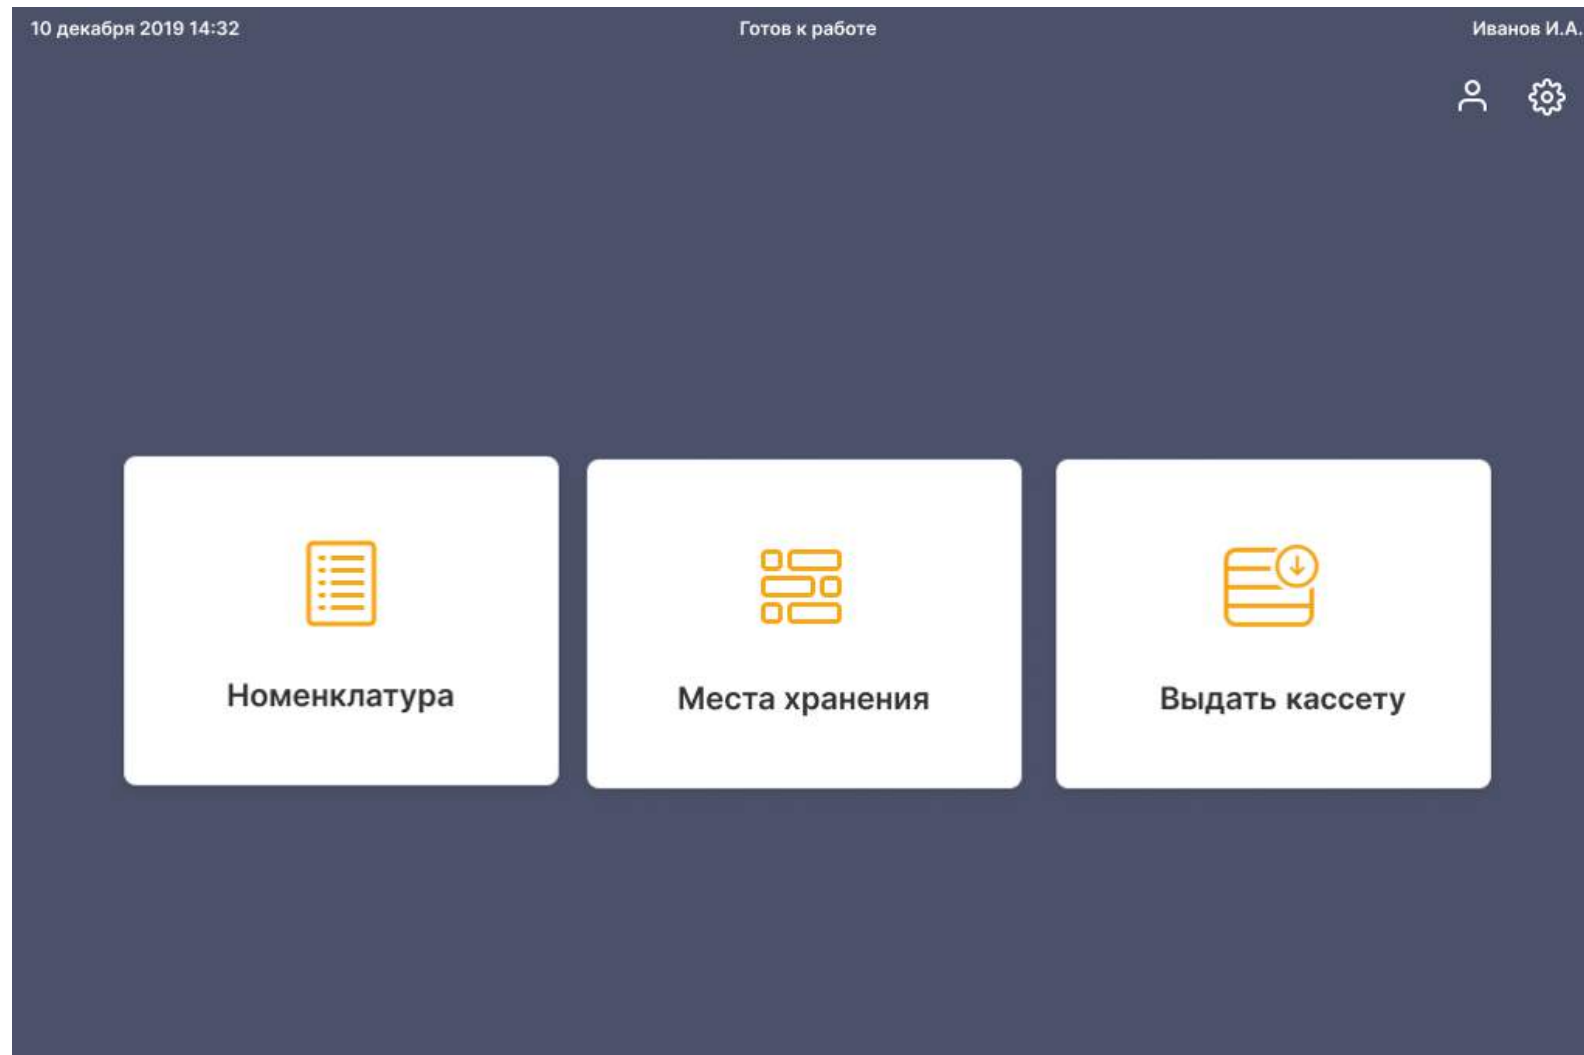 10 декабря 2019 14:32
Готов к работе
Иванов И.А.
Номенклатура
Места хранения
Выдать кассету